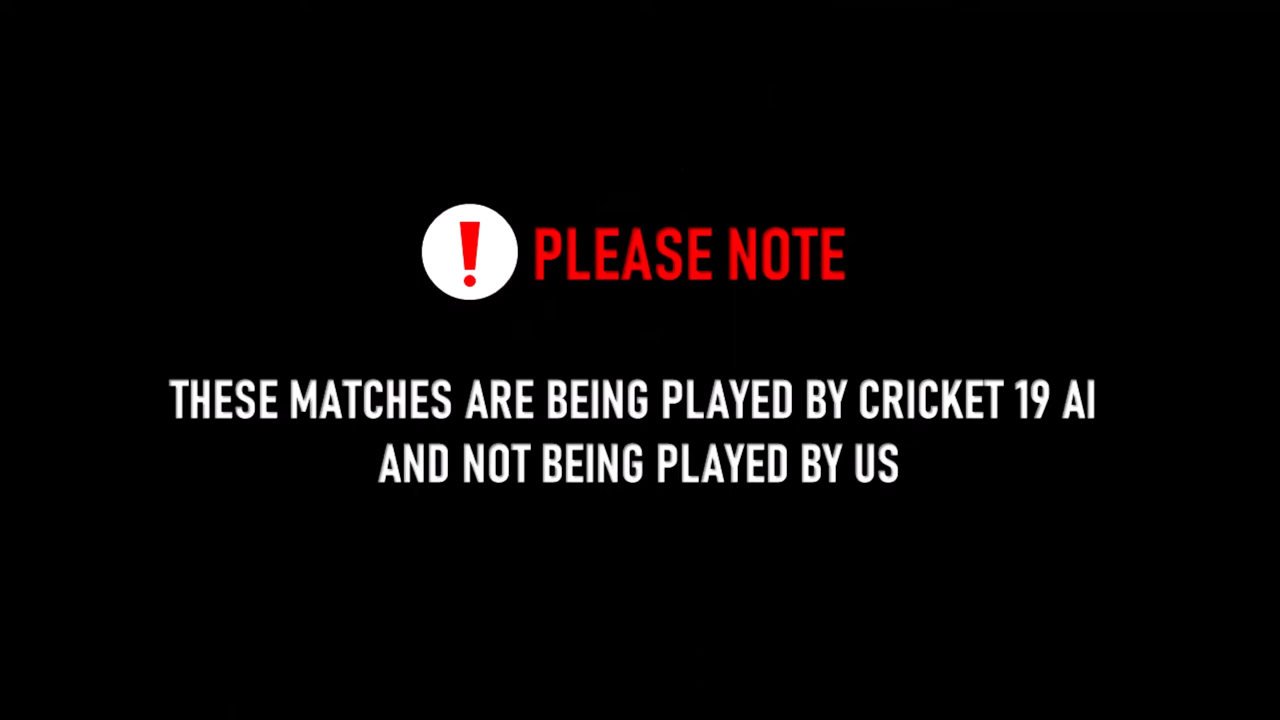 ! PLEASE NOTE
THESE MATCHES ARE BEING PLAYED BY CRICKET 19 AI
AND NOT BEING PLAYED BY US